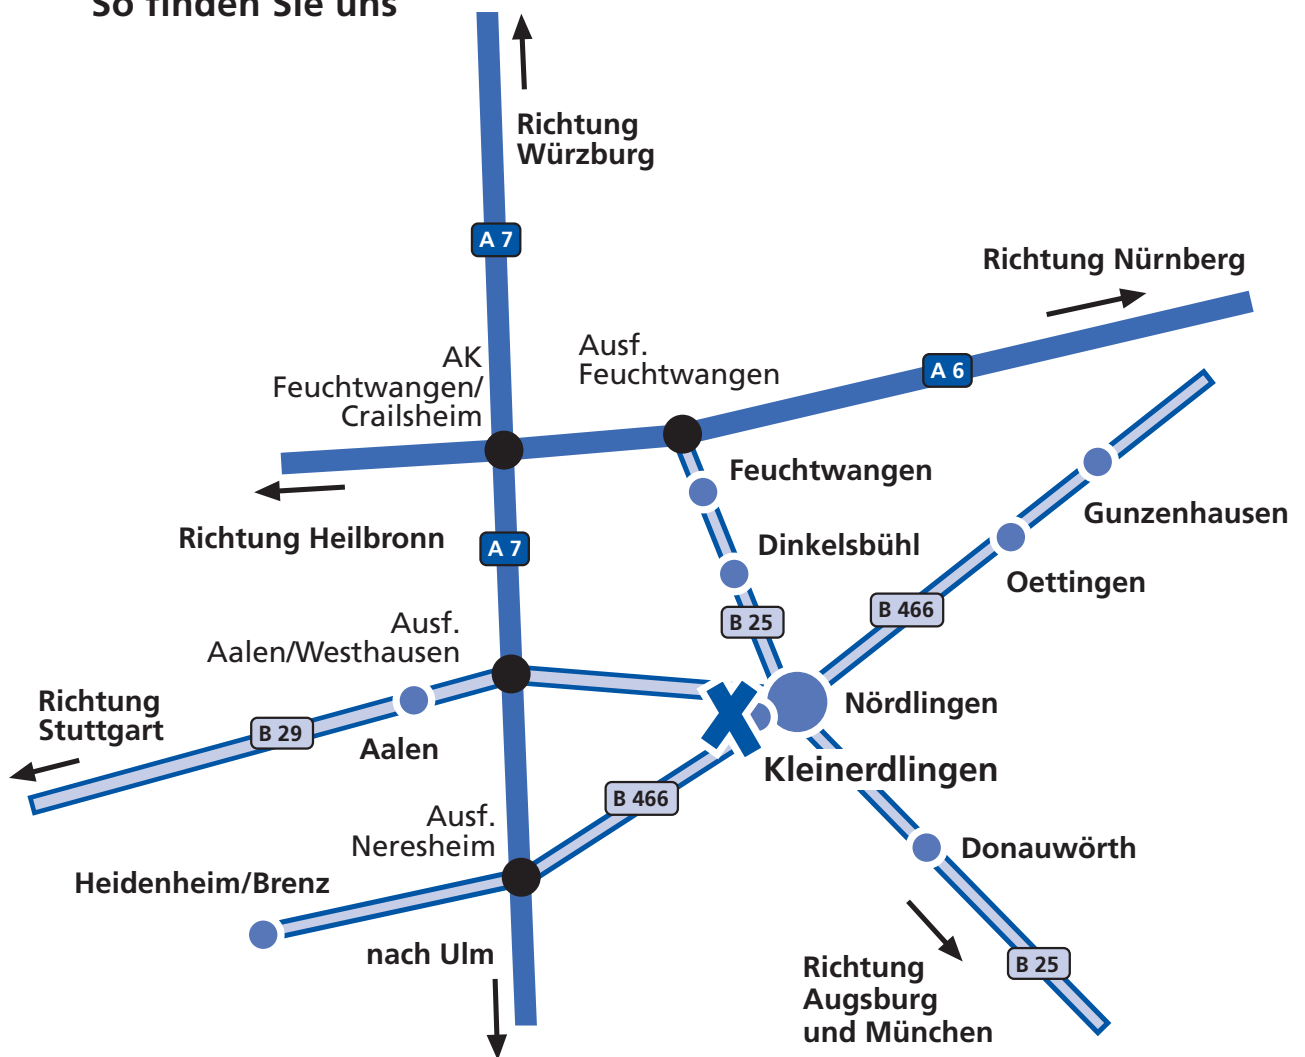 So finden Sie uns
Richtung
Würzburg
A 7
Richtung Nürnberg
AK
Feuchtwangen/
Crailsheim
Ausf.
Feuchtwangen
A 6
Feuchtwangen
Gunzenhausen
Richtung Heilbronn
A 7
Dinkelsbühl
Oettingen
B 25
B 466
Ausf.
Aalen/Westhausen
Richtung
Stuttgart
B 29
Aalen
Nördlingen
Kleinerdlingen
B 466
Ausf.
Neresheim
Donauwörth
Heidenheim/Brenz
nach Ulm
B 25
Richtung
Augsburg
und München